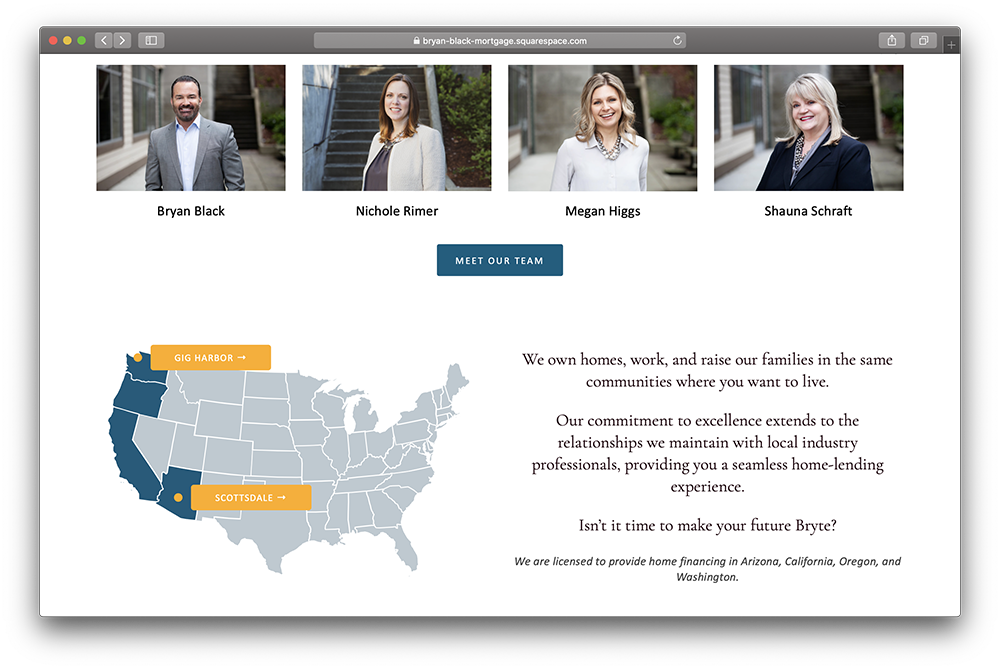 bryan-black-mortgage.squarespace.com
Bryan Black
Nichole Rimer
Megan Higgs
Shauna Schraft
MEET OUR TEAM
GIG HARBOR →
SCOTTSDALE →
We own homes, work, and raise our families in the same
communities where you want to live.
Our commitment to excellence extends to the
relationships we maintain with local industry
professionals, providing you a seamless home-lending
experience.
Isn’t it time to make your future Bryte?
We are licensed to provide home financing in Arizona, California, Oregon, and
Washington.